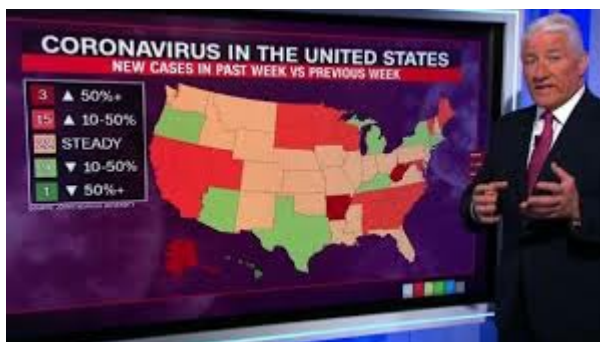 CORONAVIRUS IN THE UNITED STATES
NEW CASES IN PAST WEEK VS PREVIOUS WEEK
3 ▲ 50%+
15 ▲ 10-50%
STEADY
▼ 10-50%
1 ▼ 50%+